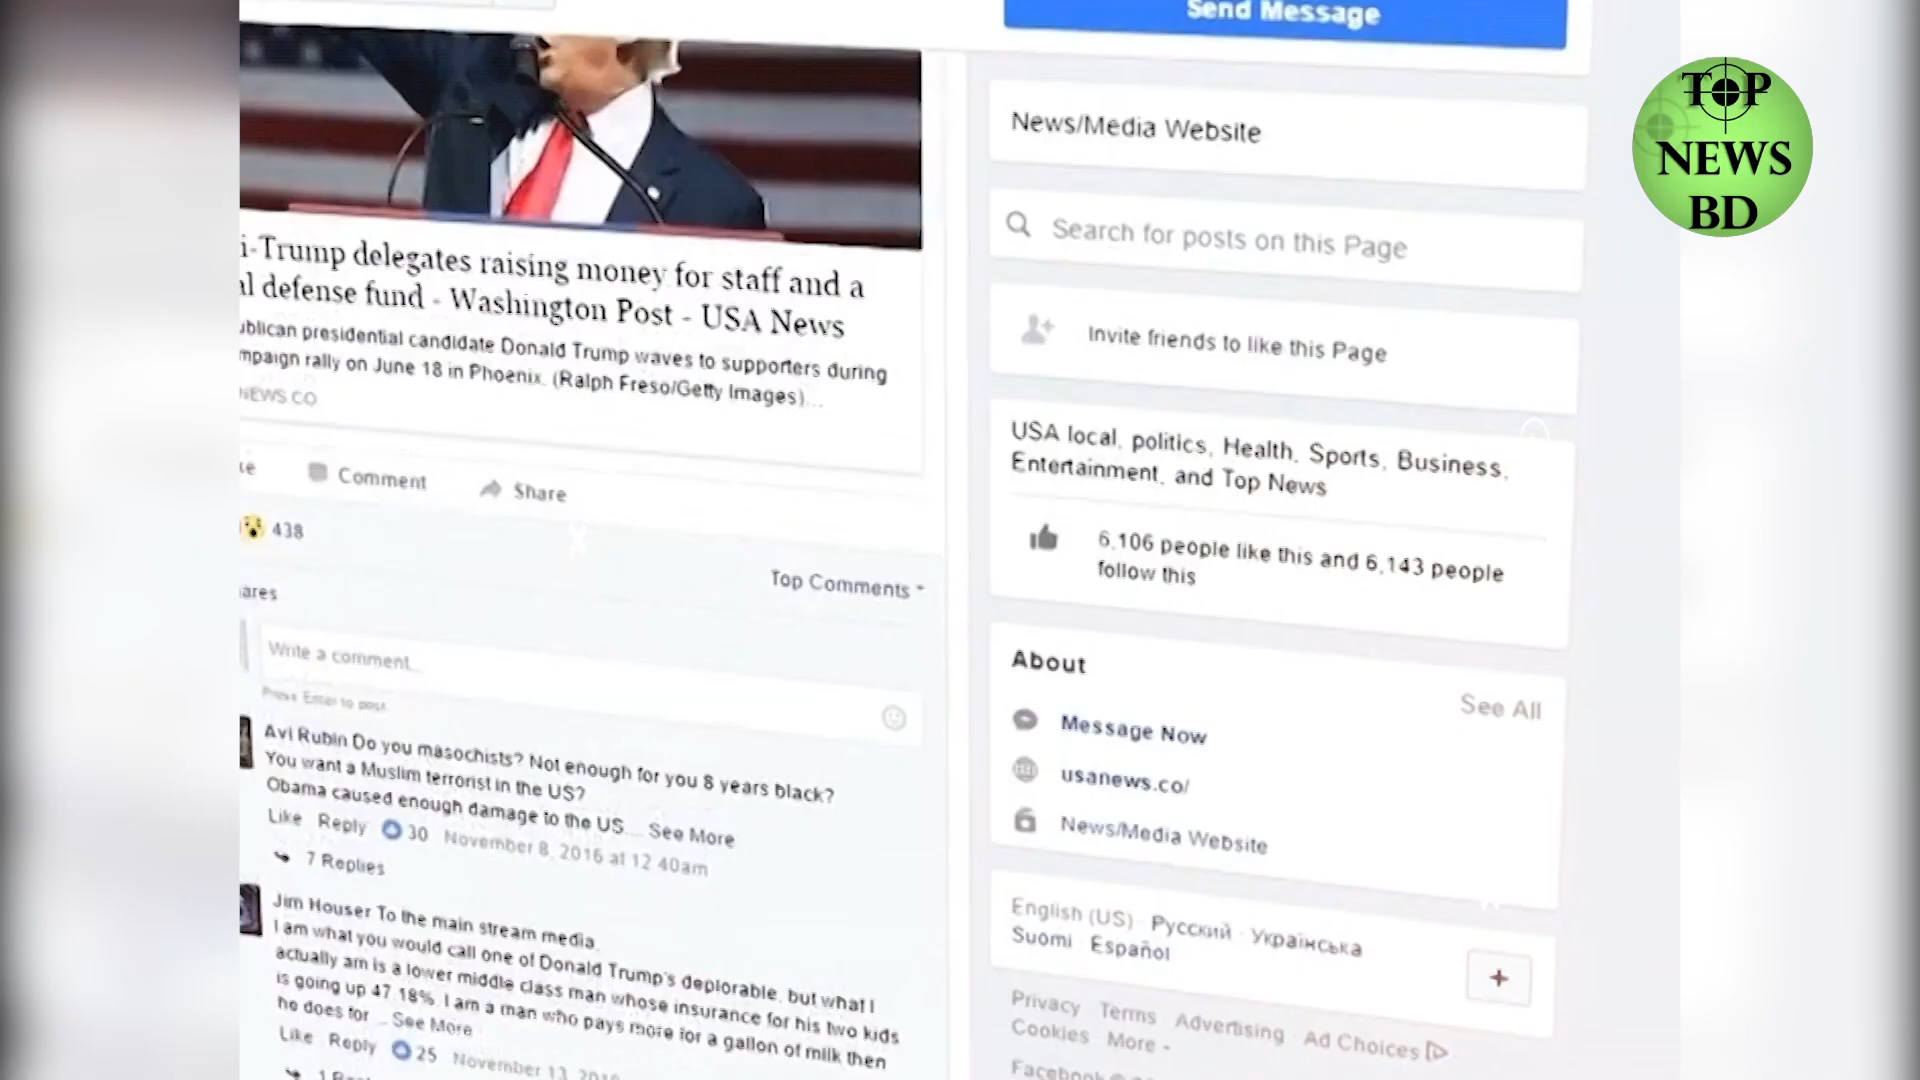 Send Message
TOP
NEWS
BD
News/Media Website
Search for posts on this Page
Invite friends to like this Page
USA local, politics, Health, Sports, Business,
Entertainment, and Top News
6,106 people like this and 6,143 people
follow this
About
See All
Message Now
usanews.co/
News/Media Website
English (US) · Русский · Українська
Suomi · Español
+
Privacy Terms Advertising Ad Choices
Cookies More
Facebook ©
i-Trump delegates raising money for staff and a
al defense fund - Washington Post - USA News
ublican presidential candidate Donald Trump waves to supporters during
mpaign rally on June 18 in Phoenix. (Ralph Freso/Getty Images)...
NEWS.CO
ke Comment Share
438
Top Comments
ares
Write a comment...
Press Enter to post.
Avi Rubin Do you masochists? Not enough for you 8 years black?
You want a Muslim terrorist in the US?
Obama caused enough damage to the US... See More
Like Reply 30 November 8, 2016 at 12:40am
7 Replies
Jim Houser To the main stream media.
I am what you would call one of Donald Trump's deplorable, but what I
actually am is a lower middle class man whose insurance for his two kids
is going up 47.18%. I am a man who pays more for a gallon of milk then
he does for ... See More
Like Reply 25 November 13, 2016